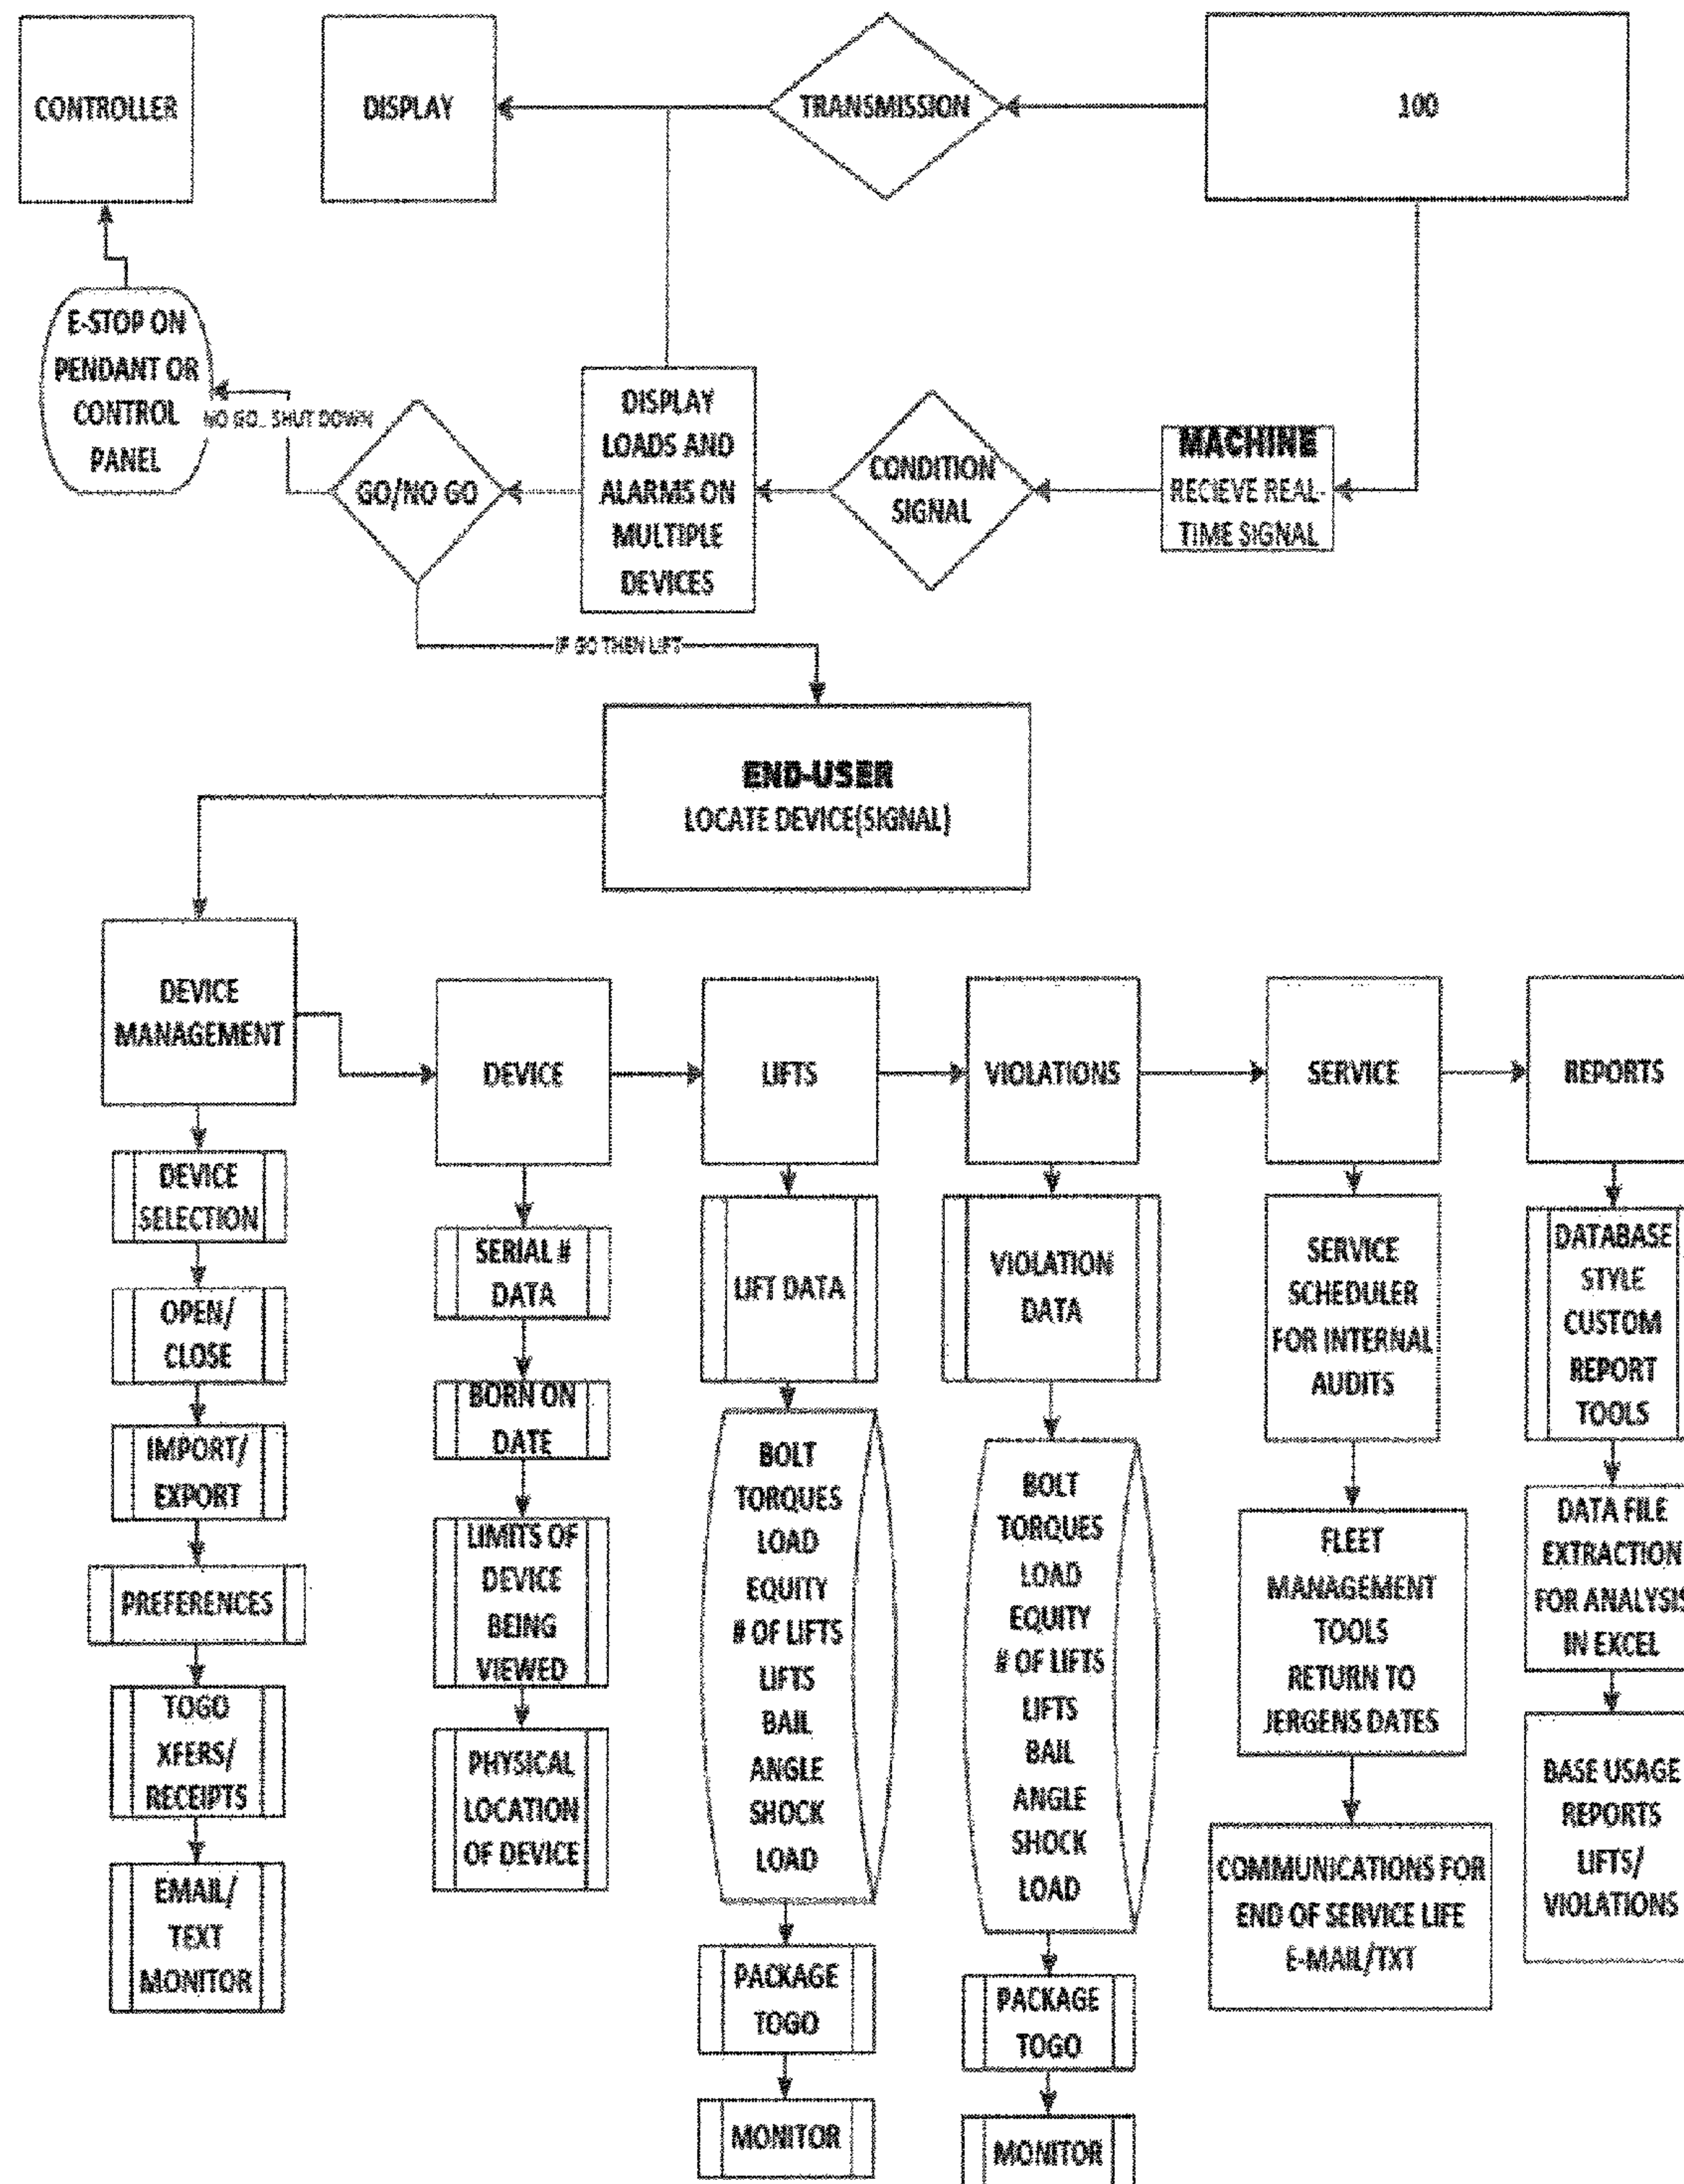 CONTROLLER
DISPLAY
TRANSMISSION
100
E-STOP ON
PENDANT OR
CONTROL
PANEL
NO GO.. SHUT DOWN
GO/NO GO
DISPLAY
LOADS AND
ALARMS ON
MULTIPLE
DEVICES
CONDITION
SIGNAL
MACHINE
RECIEVE REAL-
TIME SIGNAL
IF GO THEN LIFT
END-USER
LOCATE DEVICE(SIGNAL)
DEVICE
MANAGEMENT
DEVICE
SELECTION
OPEN/
CLOSE
IMPORT/
EXPORT
PREFERENCES
TOGO
XFERS/
RECEIPTS
EMAIL/
TEXT
MONITOR
DEVICE
SERIAL #
DATA
BORN ON
DATE
LIMITS OF
DEVICE
BEING
VIEWED
PHYSICAL
LOCATION
OF DEVICE
LIFTS
LIFT DATA
BOLT
TORQUES
LOAD
EQUITY
# OF LIFTS
LIFTS
BAIL
ANGLE
SHOCK
LOAD
PACKAGE
TOGO
MONITOR
VIOLATIONS
VIOLATION
DATA
BOLT
TORQUES
LOAD
EQUITY
# OF LIFTS
LIFTS
BAIL
ANGLE
SHOCK
LOAD
PACKAGE
TOGO
MONITOR
SERVICE
SERVICE
SCHEDULER
FOR INTERNAL
AUDITS
FLEET
MANAGEMENT
TOOLS
RETURN TO
JERGENS DATES
COMMUNICATIONS FOR
END OF SERVICE LIFE
E-MAIL/TXT
REPORTS
DATABASE
STYLE
CUSTOM
REPORT
TOOLS
DATA FILE
EXTRACTION
FOR ANALYSIS
IN EXCEL
BASE USAGE
REPORTS
LIFTS/
VIOLATIONS